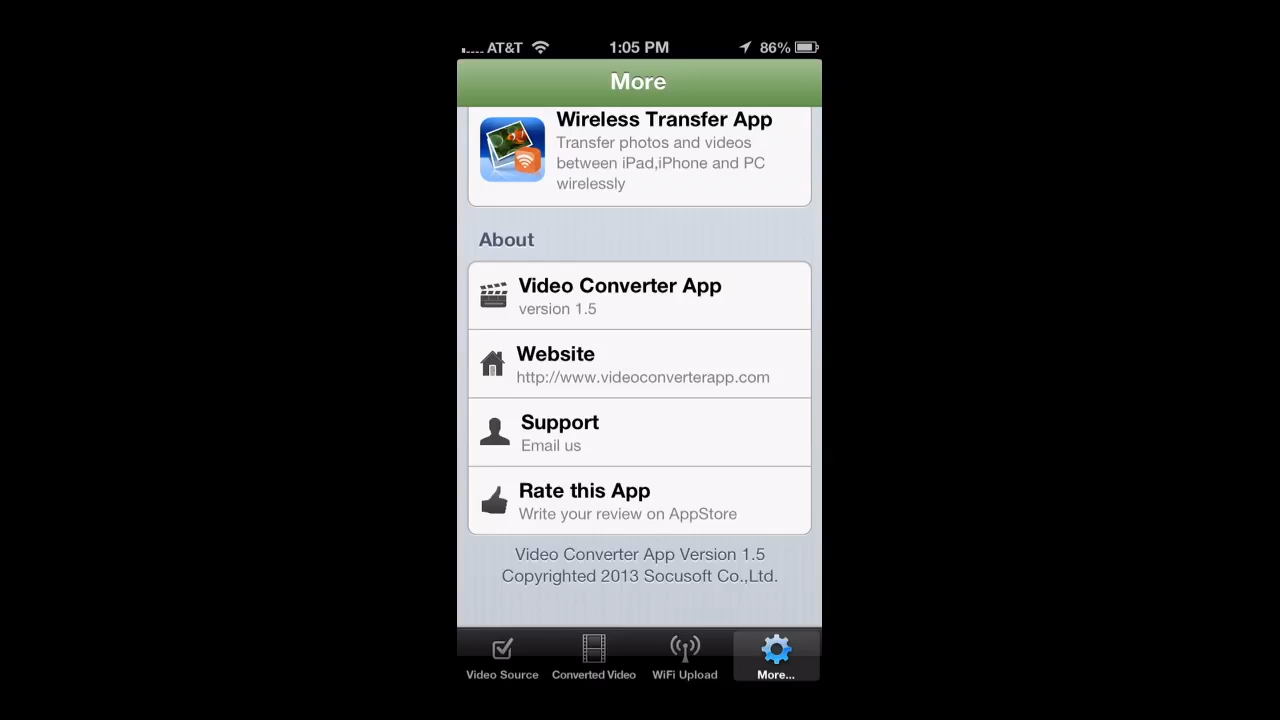 AT&T 1:05 PM 86%
More
Wireless Transfer App
Transfer photos and videos
between iPad,iPhone and PC
wirelessly
About
Video Converter App
version 1.5
Website
http://www.videoconverterapp.com
Support
Email us
Rate this App
Write your review on AppStore
Video Converter App Version 1.5
Copyrighted 2013 Socusoft Co.,Ltd.
Video Source Converted Video WiFi Upload More...